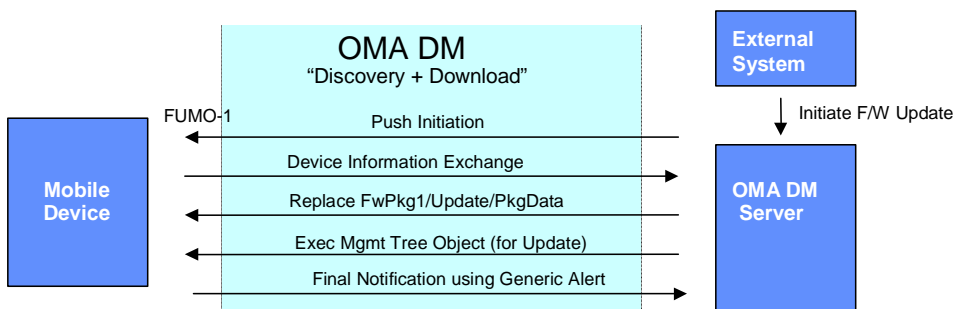 OMA DM
“Discovery + Download”
External
System
FUMO-1
Initiate F/W Update
Push Initiation
Device Information Exchange
Mobile
Device
Replace FwPkg1/Update/PkgData
OMA DM
Server
Exec Mgmt Tree Object (for Update)
Final Notification using Generic Alert